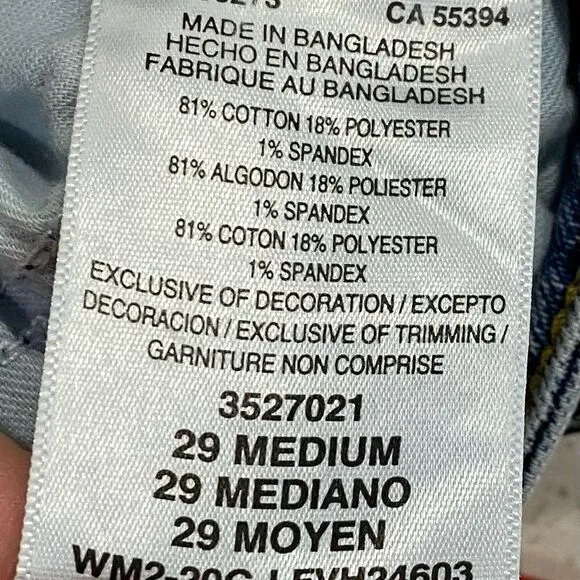 CA 55394
MADE IN BANGLADESH
HECHO EN BANGLADESH
FABRIQUE AU BANGLADESH
81% COTTON 18% POLYESTER
1% SPANDEX
81% ALGODON 18% POLIESTER
1% SPANDEX
81% COTON 18% POLYESTER
1% SPANDEX
EXCLUSIVE OF DECORATION / EXCEPTO
DECORACION / EXCLUSIVE OF TRIMMING /
GARNITURE NON COMPRISE
3527021
29 MEDIUM
29 MEDIANO
29 MOYEN